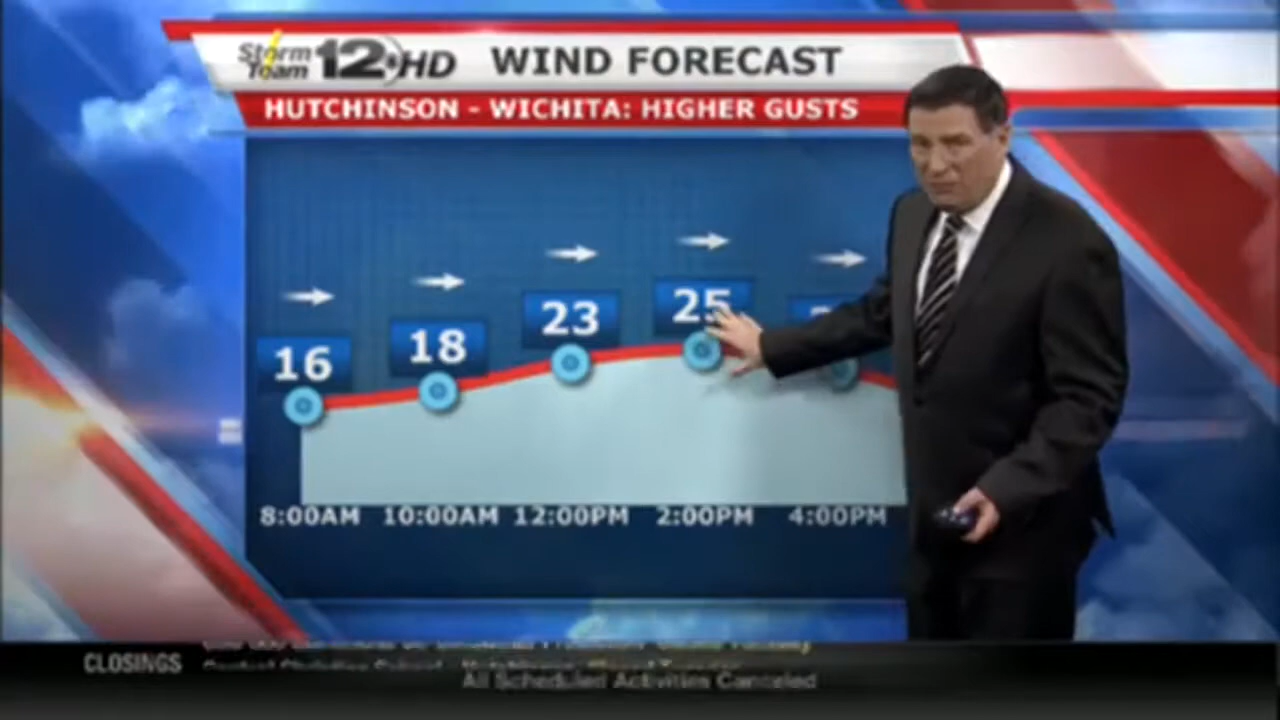 Storm Team 12 HD WIND FORECAST
HUTCHINSON - WICHITA: HIGHER GUSTS
16 18 23 25
8:00AM 10:00AM 12:00PM 2:00PM 4:00PM
CLOSINGS
All Scheduled Activities Canceled